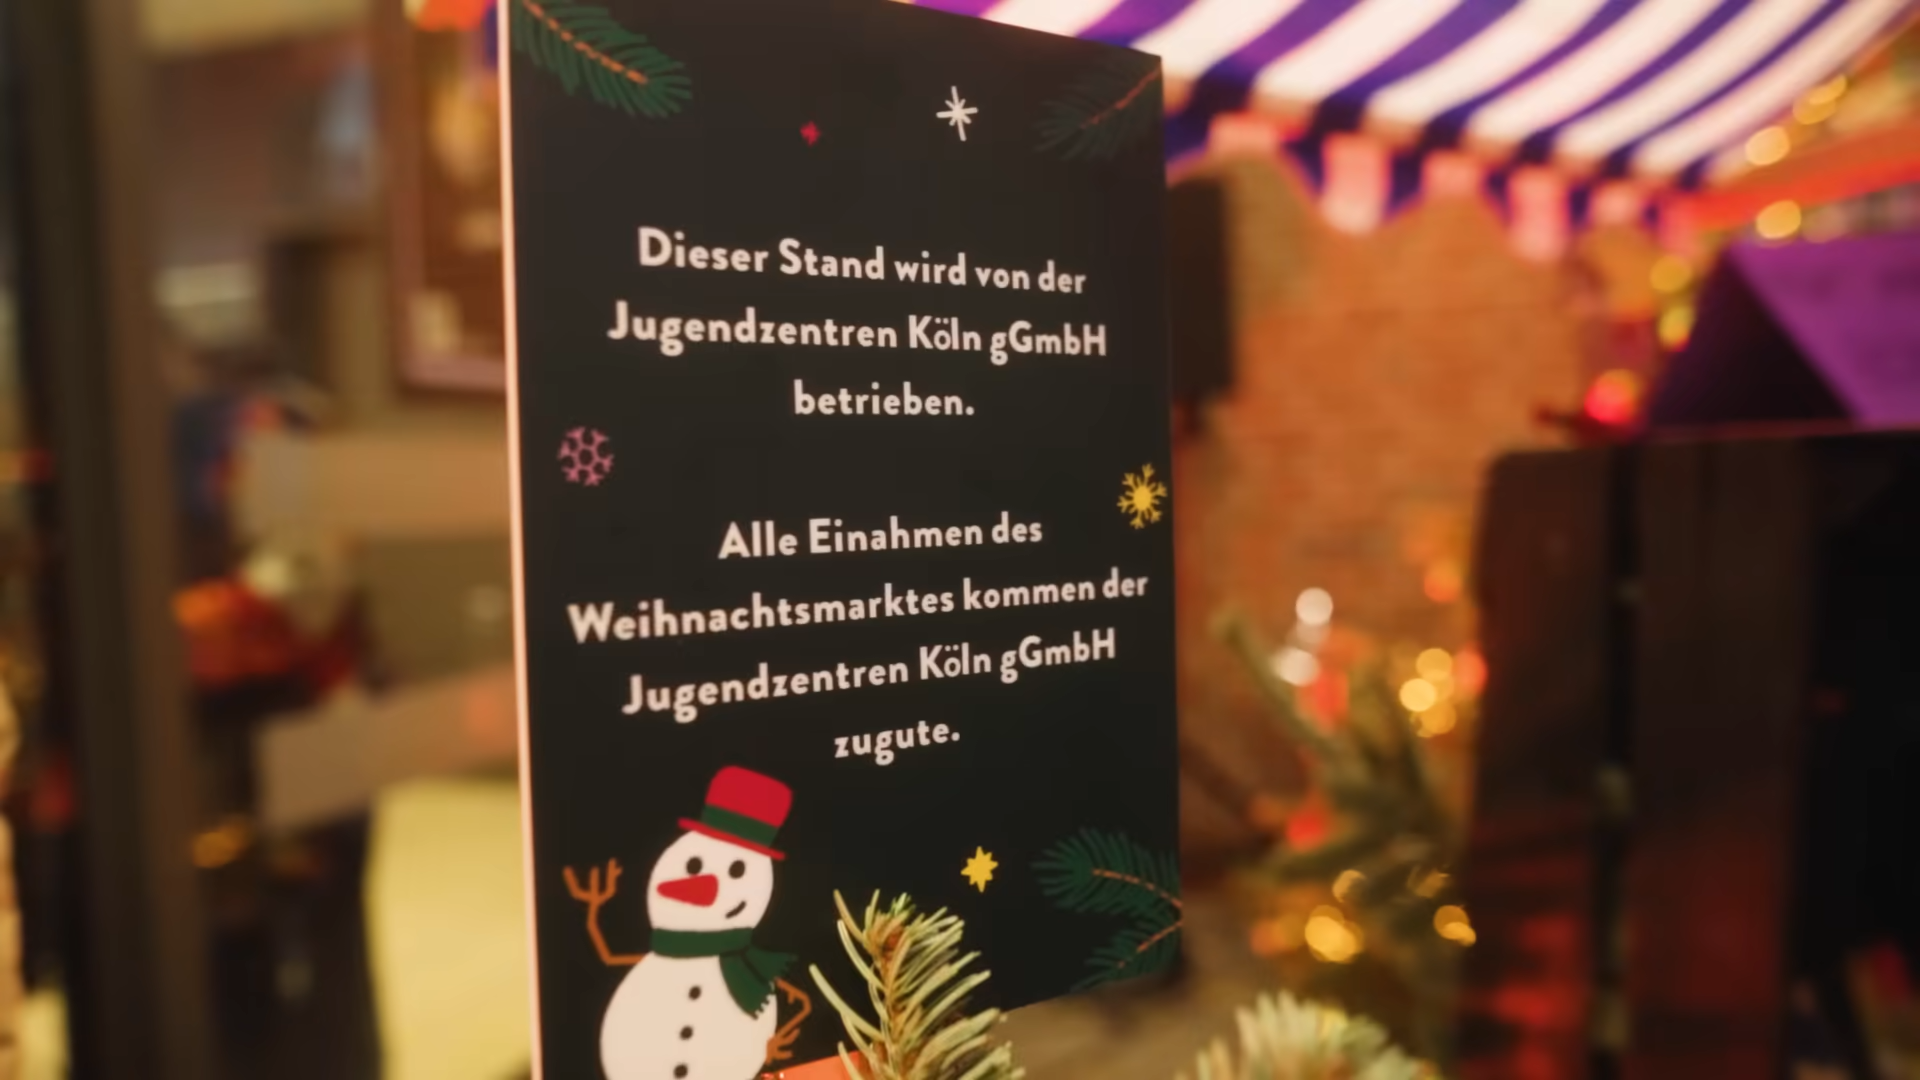 Dieser Stand wird von der
Jugendzentren Köln gGmbH
betrieben.
Alle Einahmen des
Weihnachtsmarktes kommen der
Jugendzentren Köln gGmbH
zugute.